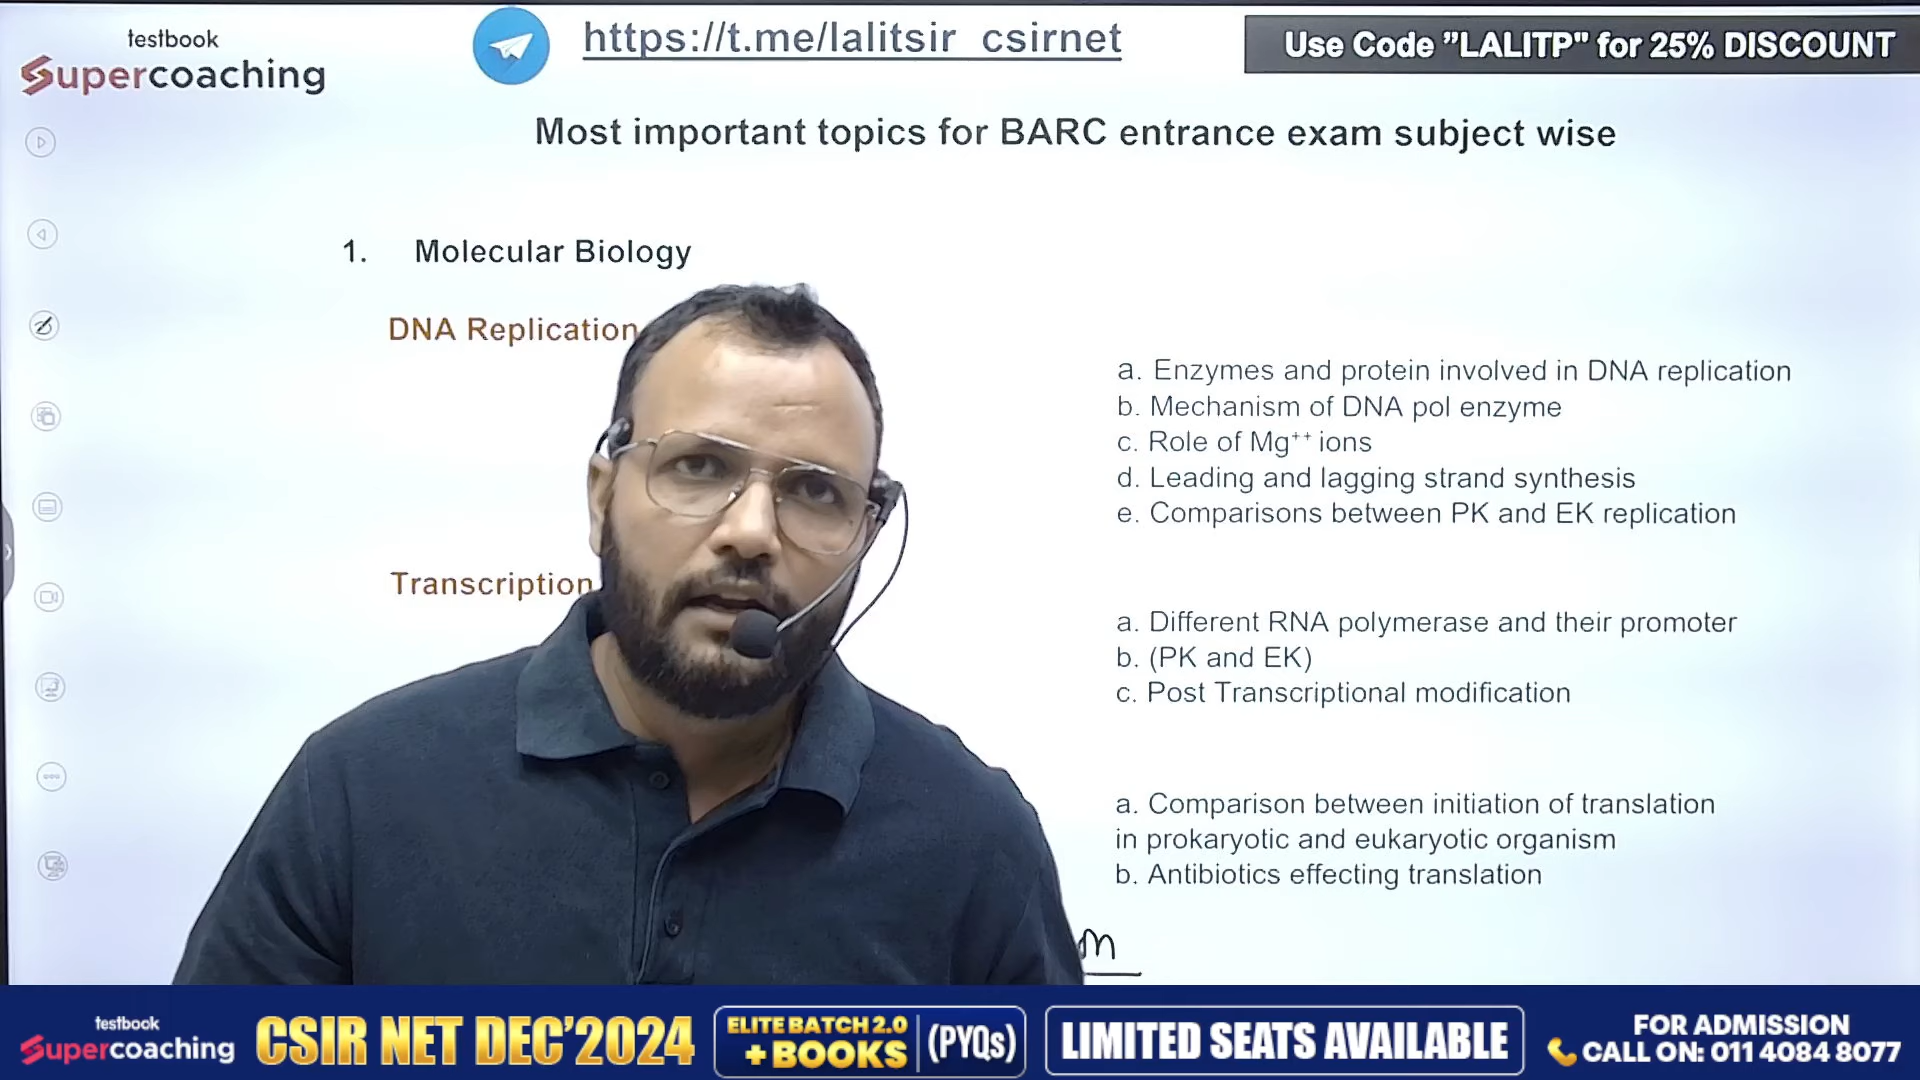 testbook
Supercoaching
https://t.me/lalitsir_csirnet
Use Code "LALITP" for 25% DISCOUNT
Most important topics for BARC entrance exam subject wise
1. Molecular Biology
DNA Replication
a. Enzymes and protein involved in DNA replication
b. Mechanism of DNA pol enzyme
c. Role of Mg⁺⁺ ions
d. Leading and lagging strand synthesis
e. Comparisons between PK and EK replication
Transcription
a. Different RNA polymerase and their promoter
b. (PK and EK)
c. Post Transcriptional modification
a. Comparison between initiation of translation
in prokaryotic and eukaryotic organism
b. Antibiotics effecting translation
testbook
Supercoaching
CSIR NET DEC'2024
ELITE BATCH 2.0
+ BOOKS
(PYQs)
LIMITED SEATS AVAILABLE
FOR ADMISSION
CALL ON: 011 4084 8077